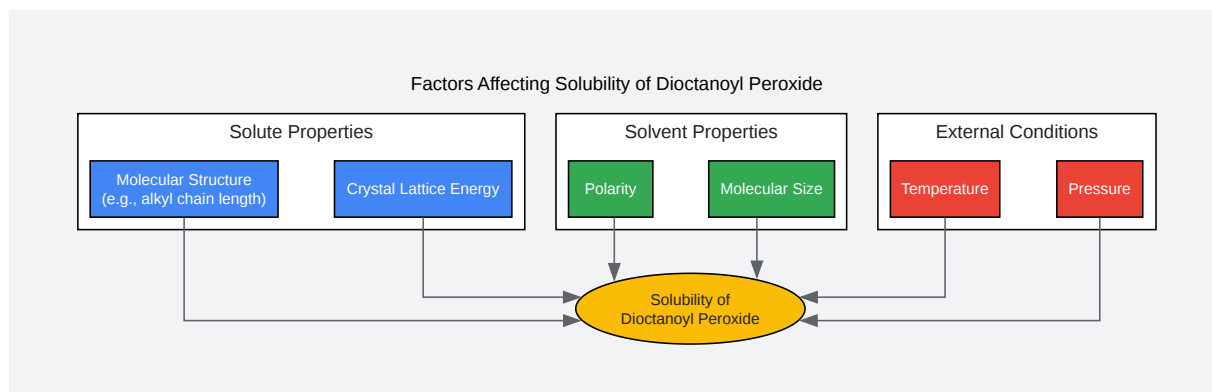 Factors Affecting Solubility of Dioctanoyl Peroxide
Solute Properties
Molecular Structure
(e.g., alkyl chain length)
Crystal Lattice Energy
Solvent Properties
Polarity
Molecular Size
External Conditions
Temperature
Pressure
Solubility of
Dioctanoyl Peroxide